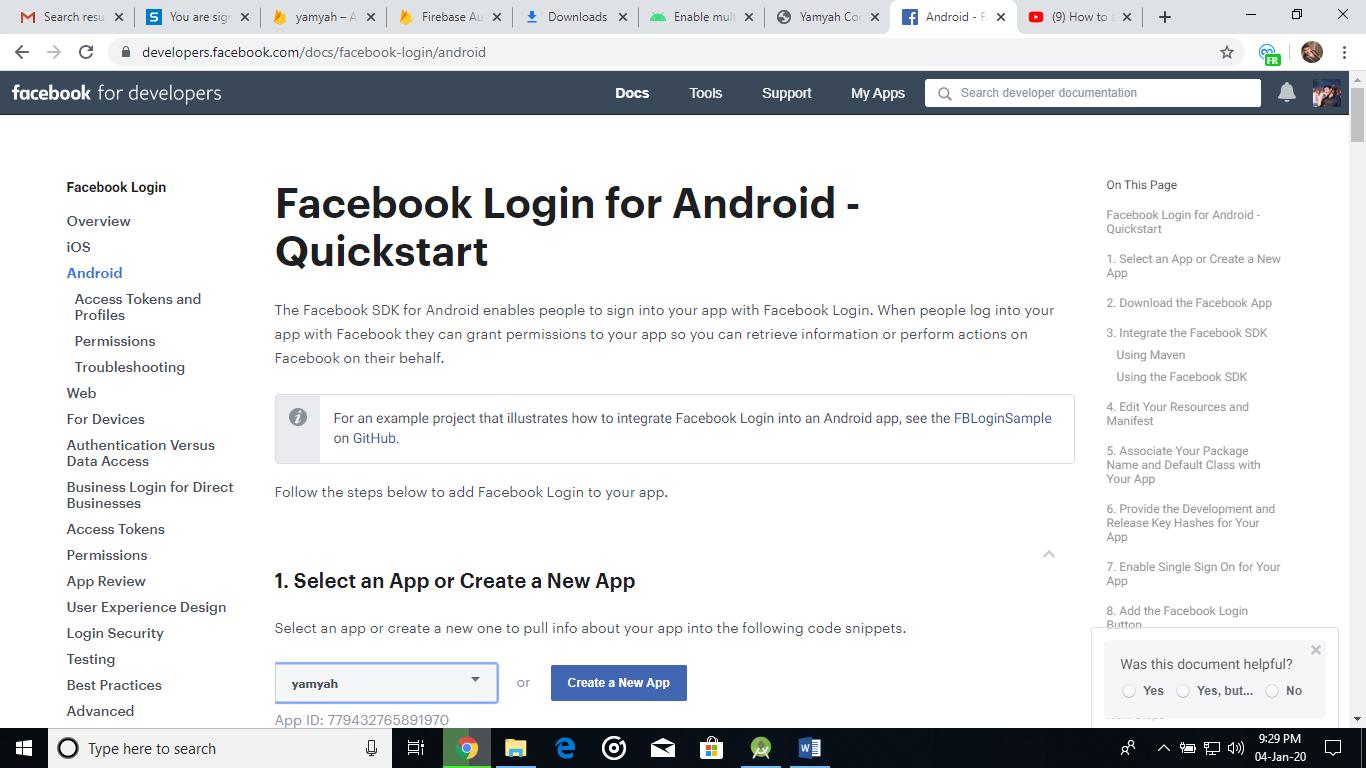 Search resu
You are sign
yamyah – A
Firebase Au
Downloads
Enable mult
Yamyah Co
Android - F
(9) How to
developers.facebook.com/docs/facebook-login/android
FR
facebook for developers
Docs
Tools
Support
My Apps
Search developer documentation
Facebook Login
Overview
iOS
Android
Access Tokens and
Profiles
Permissions
Troubleshooting
Web
For Devices
Authentication Versus
Data Access
Business Login for Direct
Businesses
Access Tokens
Permissions
App Review
User Experience Design
Login Security
Testing
Best Practices
Advanced
Facebook Login for Android -
Quickstart
The Facebook SDK for Android enables people to sign into your app with Facebook Login. When people log into your
app with Facebook they can grant permissions to your app so you can retrieve information or perform actions on
Facebook on their behalf.
For an example project that illustrates how to integrate Facebook Login into an Android app, see the FBLoginSample
on GitHub.
Follow the steps below to add Facebook Login to your app.
1. Select an App or Create a New App
Select an app or create a new one to pull info about your app into the following code snippets.
yamyah
or
Create a New App
App ID: 779432765891970
On This Page
Facebook Login for Android -
Quickstart
1. Select an App or Create a New
App
2. Download the Facebook App
3. Integrate the Facebook SDK
Using Maven
Using the Facebook SDK
4. Edit Your Resources and
Manifest
5. Associate Your Package
Name and Default Class with
Your App
6. Provide the Development and
Release Key Hashes for Your
App
7. Enable Single Sign On for Your
App
8. Add the Facebook Login
Button
Was this document helpful?
Yes
Yes, but...
No
Type here to search
9:29 PM
04-Jan-20